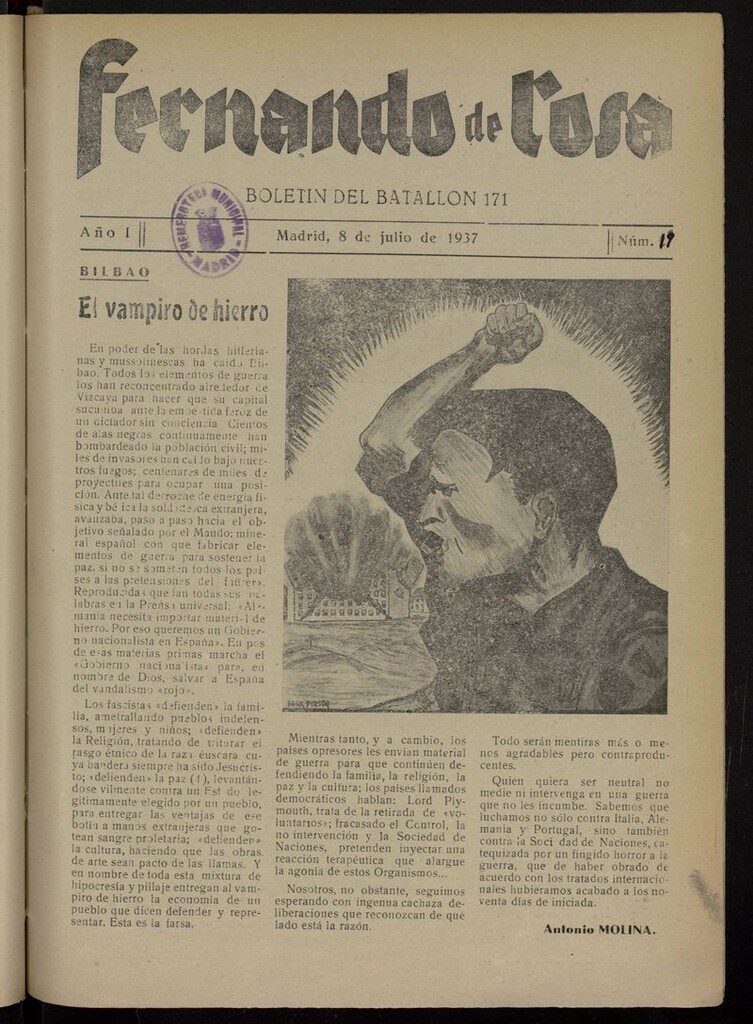 Fernando de Rosa
BOLETIN DEL BATALLON 171
HEMEROTECA MUNICIPAL
MADRID
Año I
Madrid, 8 de julio de 1937
Núm. 19
BILBAO
El vampiro de hierro
En poder de las hordas hitleria-
nas y mussolinescas ha caído Bil-
bao. Todos los elementos de guerra
los han reconcentrado alrededor de
Vizcaya para hacer que su capital
sucumba ante la embestida feroz de
un dictador sin conciencia Cientos
de alas negras continuamente han
bombardeado la población civil; mi-
les de invasores han caído bajo nues-
tros fuegos; centenares de miles de
proyectiles para ocupar una posi-
ción. Ante tal derroche de energía fí-
sica y bélica la soldadesca extranjera,
avanzaba, paso a paso hacia el ob-
jetivo señalado por el Mando: mine-
ral español con que fabricar ele-
mentos de guerra para sostener la
paz, si no se someten todos los paí-
ses a las pretensiones del führer.
Reproducidas quedan todas sus pa-
labras en la Prensa universal: «Ale-
mania necesita importar material de
hierro. Por eso queremos un Gobier-
no nacionalista en España». En pos
de esas materias primas marcha el
«Gobierno nacionalista» para, en
nombre de Dios, salvar a España
del vandalismo «rojo».
Los fascistas «defienden» la fami-
lia, ametrallando pueblos indefen-
sos, mujeres y niños; «defienden»
la Religión, tratando de triturar el
rasgo étnico de la raza éuscara cuya
bandera siempre ha sido Jesucris-
to; «defienden» la paz (!), levantán-
dose vilmente contra un Estado le-
gítimamente elegido por un pueblo,
para entregar las ventajas de ese
botín a manos extranjeras que go-
tean sangre proletaria; «defienden»
la cultura, haciendo que las obras
de arte sean pacto de las llamas. Y
en nombre de toda esta mixtura de
hipocresía y pillaje entregan al vam-
piro de hierro la economía de un
pueblo que dicen defender y repre-
sentar. Esta es la farsa.
Mientras tanto, y a cambio, los
países opresores les envían material
de guerra para que continúen de-
fendiendo la familia, la religión, la
paz y la cultura; los países llamados
democráticos hablan: Lord Ply-
mouth, trata de la retirada de «vo-
luntarios»; fracasado el Control, la
no intervención y la Sociedad de
Naciones, pretenden inyectar una
reacción terapéutica que alargue
la agonía de estos Organismos...
Nosotros, no obstante, seguimos
esperando con ingenua cachaza de-
liberaciones que reconozcan de qué
lado está la razón.
Todo serán mentiras más o me-
nos agradables pero contraprodu-
centes.
Quien quiera ser neutral no
medie ni intervenga en una guerra
que no les incumbe. Sabemos que
luchamos no sólo contra Italia, Ale-
mania y Portugal, sino también
contra la Sociedad de Naciones, ca-
tequizada por un fingido horror a la
guerra, que de haber obrado de
acuerdo con los tratados internacio-
nales hubieramos acabado a los no-
venta días de iniciada.
Antonio MOLINA.